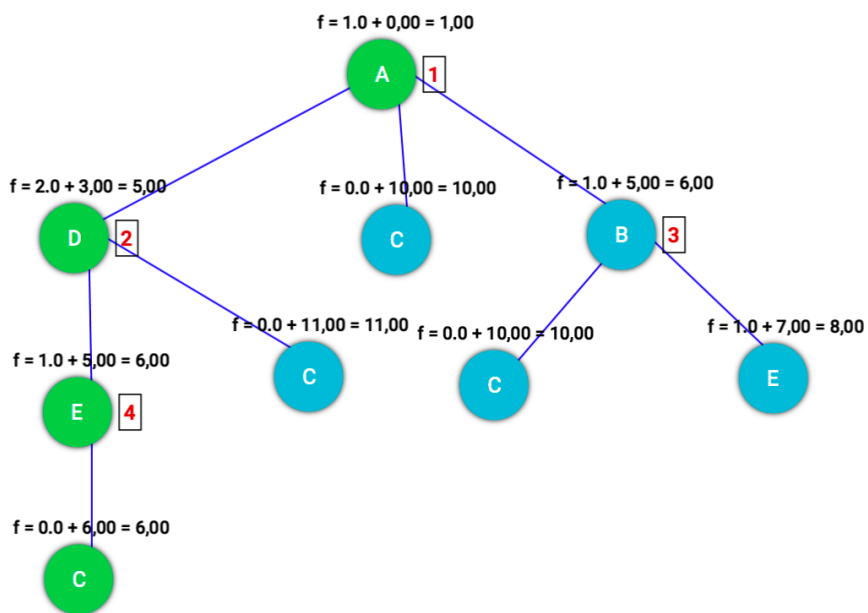 f = 1.0 + 0,00 = 1,00
A
1
f = 2.0 + 3,00 = 5,00
f = 0.0 + 10,00 = 10,00
f = 1.0 + 5,00 = 6,00
D
2
C
B
3
f = 0.0 + 11,00 = 11,00
f = 0.0 + 10,00 = 10,00
f = 1.0 + 7,00 = 8,00
f = 1.0 + 5,00 = 6,00
C
C
E
E
4
f = 0.0 + 6,00 = 6,00
C